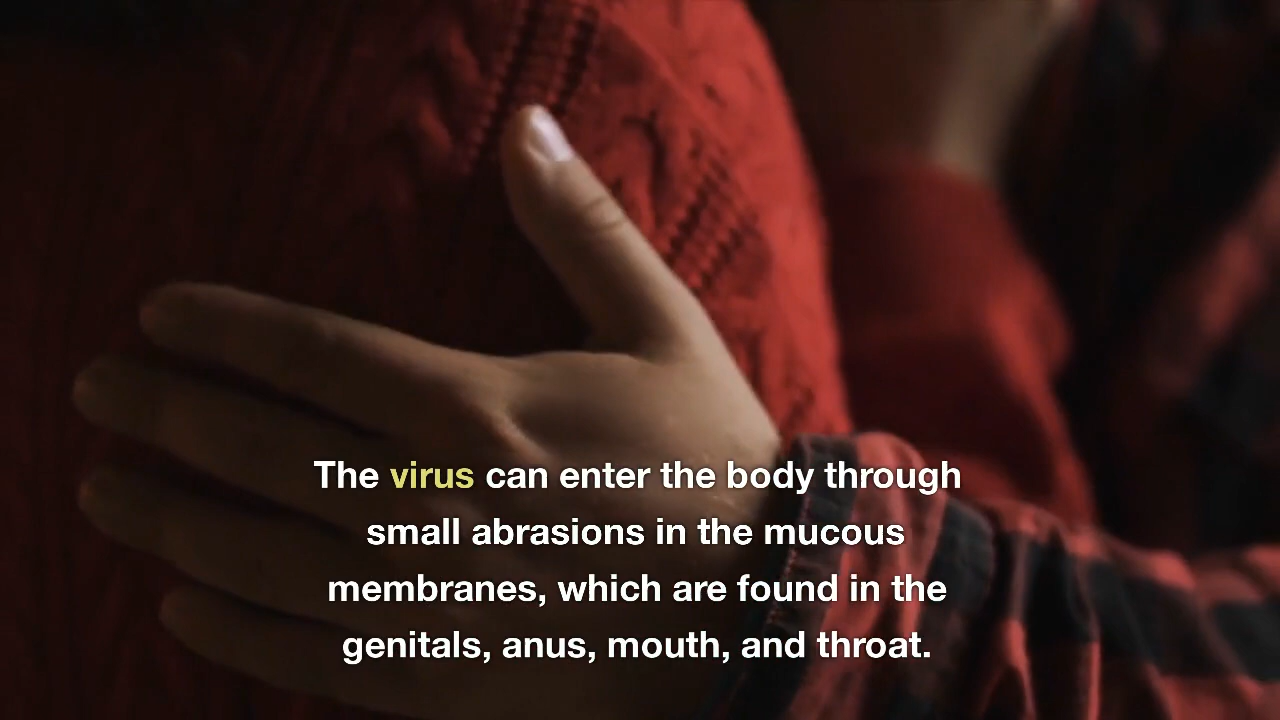 The virus can enter the body through
small abrasions in the mucous
membranes, which are found in the
genitals, anus, mouth, and throat.